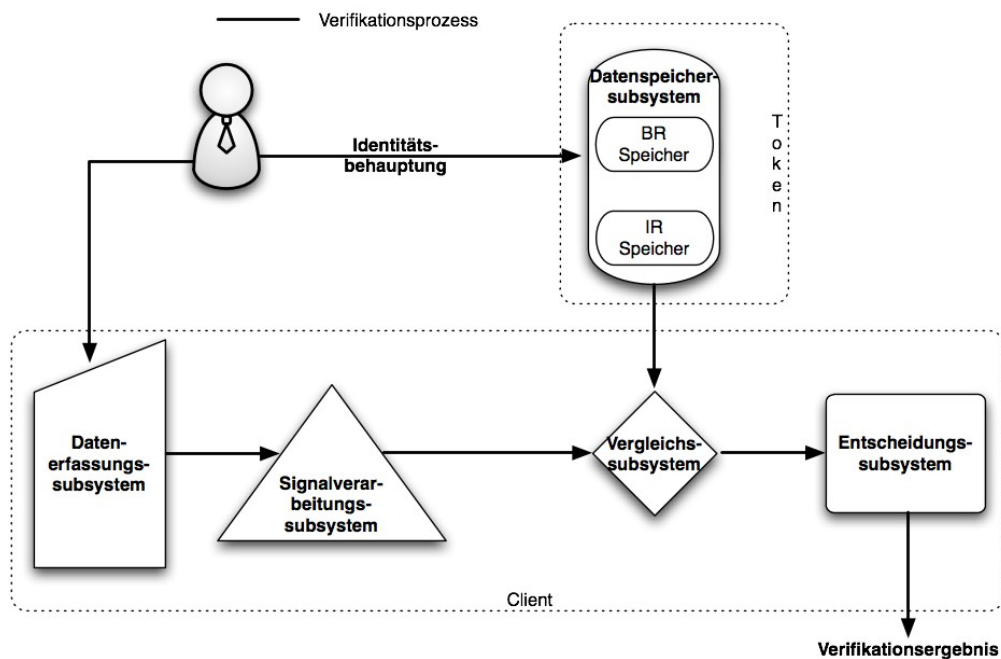 Verifikationsprozess
Datenspeicher-
subsystem
BR
Speicher
IR
Speicher
Token
Identitäts-
behauptung
Daten-
erfassungs-
subsystem
Signalverar-
beitungs-
subsystem
Vergleichs-
subsystem
Entscheidungs-
subsystem
Client
Verifikationsergebnis